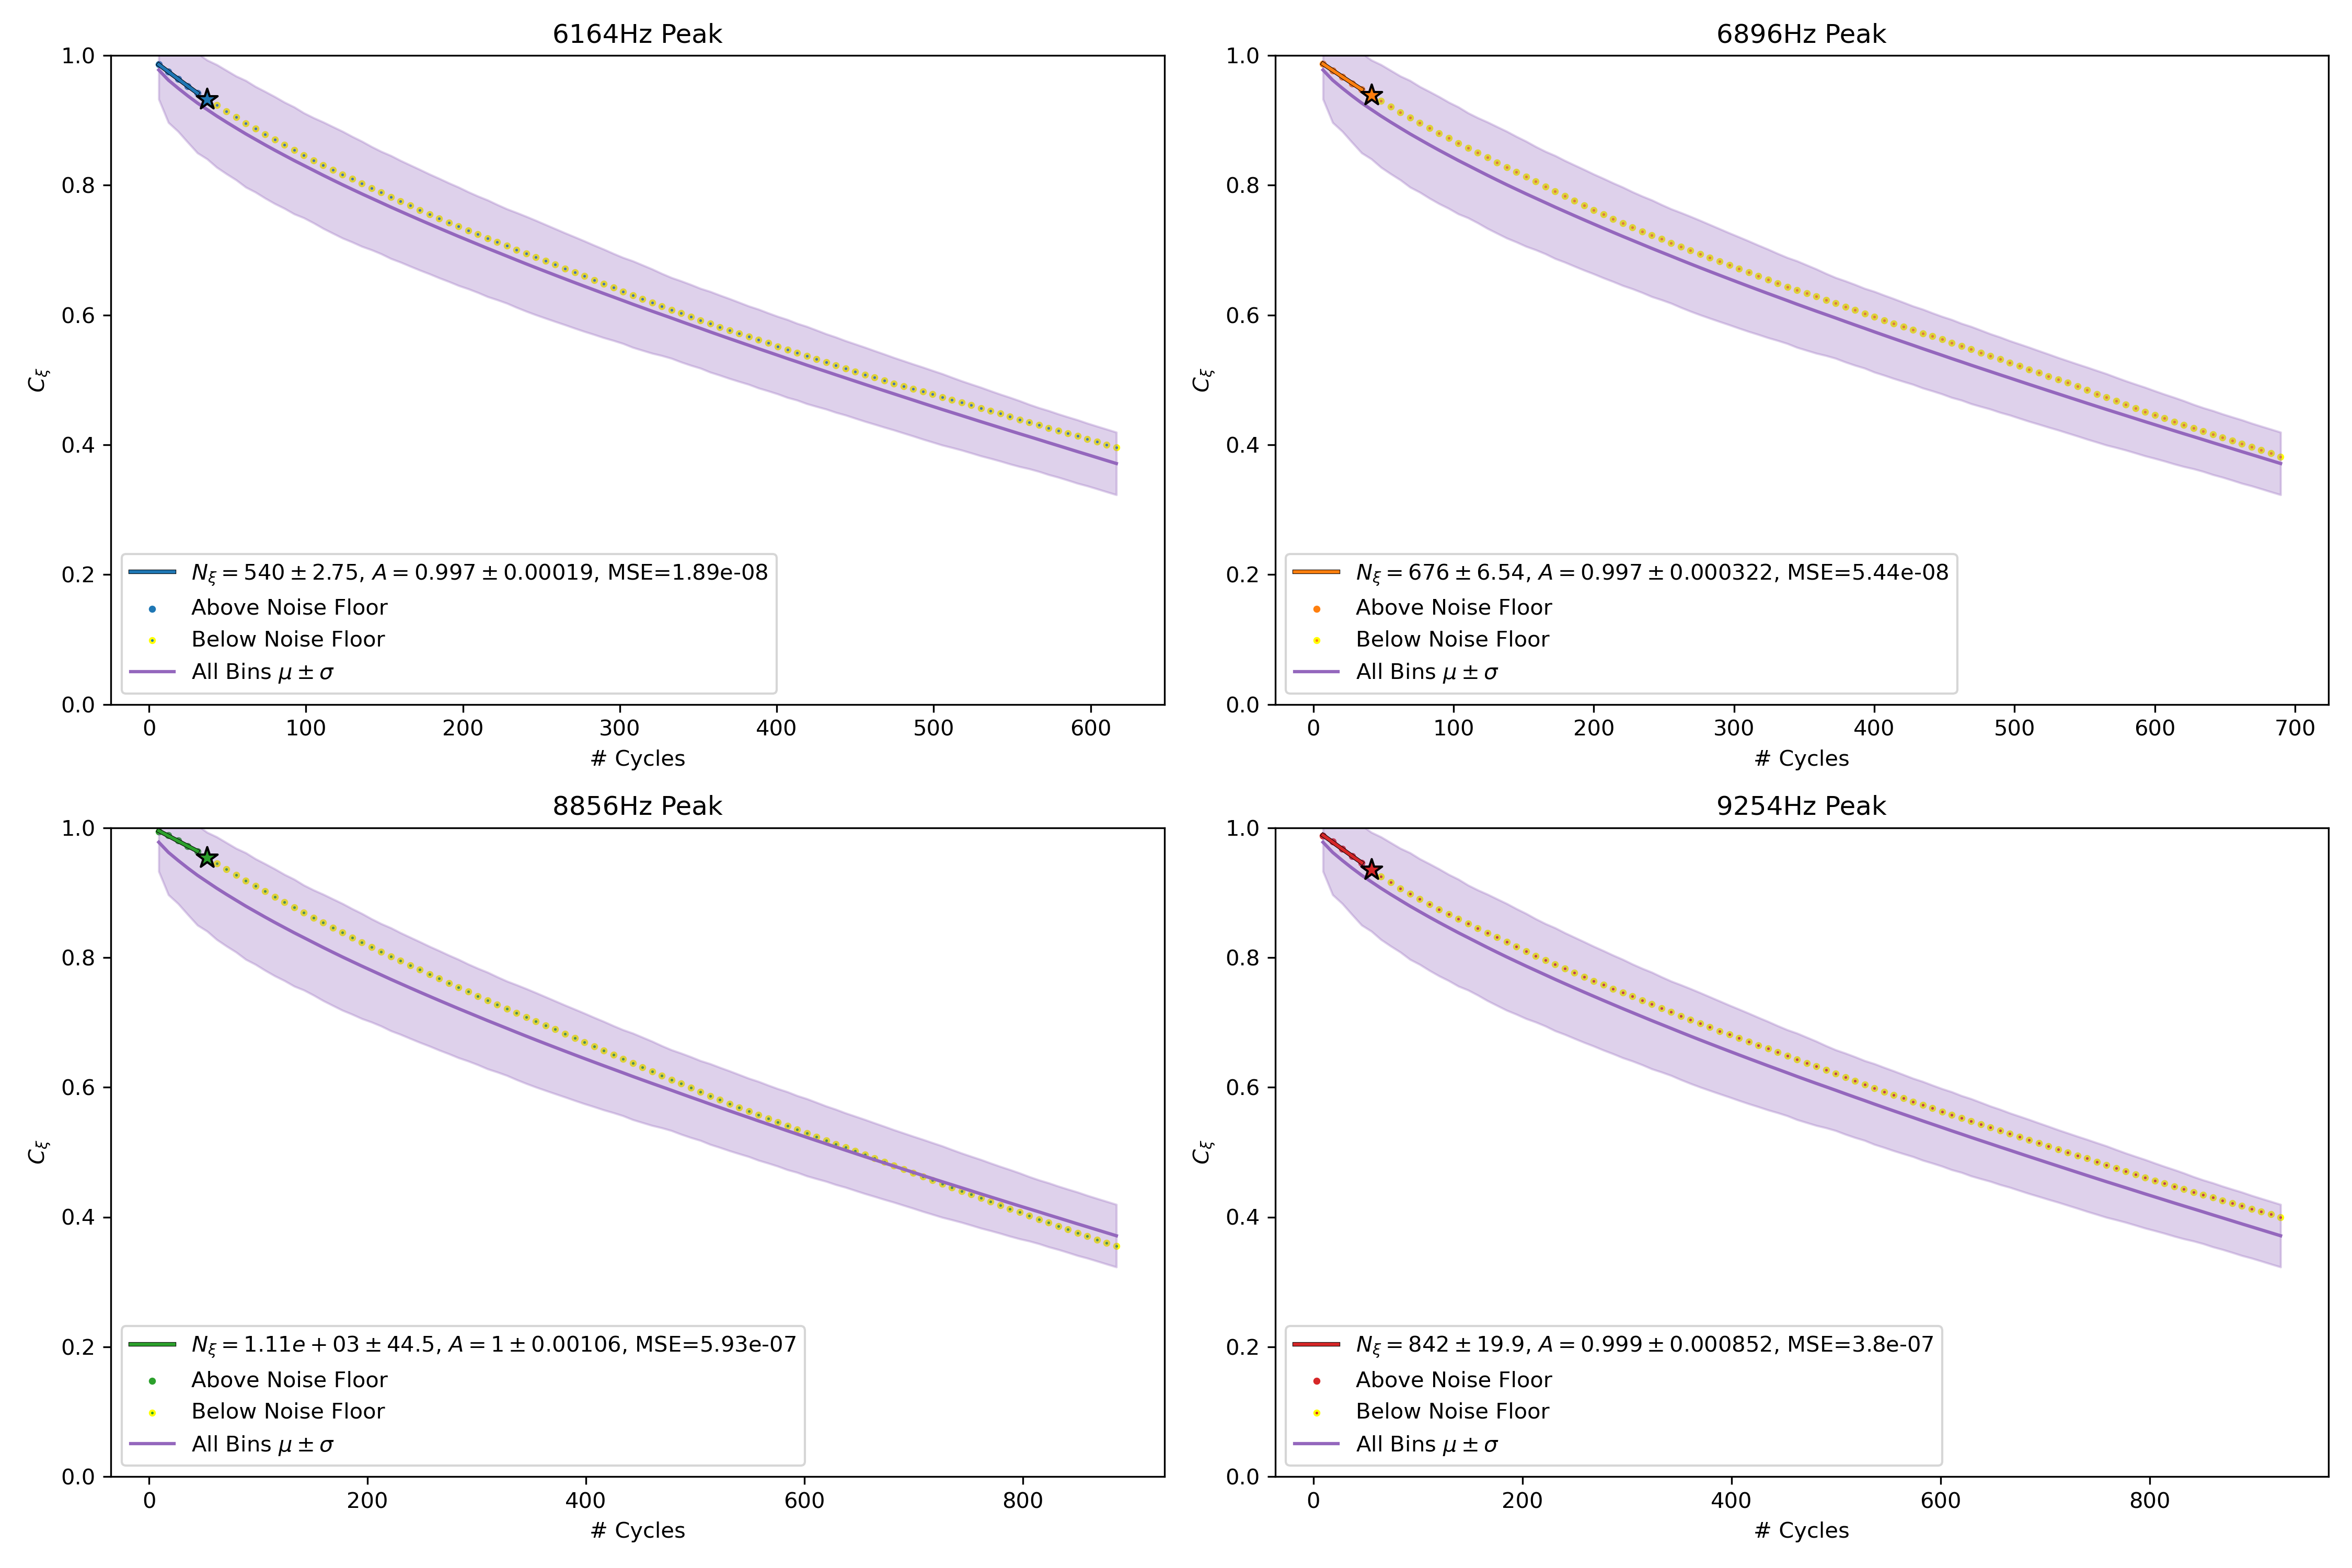 6164Hz Peak
1.0
0.8
0.6
0.4
0.2
0.0
C_ξ
N_ξ = 540 ± 2.75, A = 0.997 ± 0.00019, MSE=1.89e-08
Above Noise Floor
Below Noise Floor
All Bins μ ± σ
0 100 200 300 400 500 600
# Cycles
6896Hz Peak
1.0
0.8
0.6
0.4
0.2
0.0
C_ξ
N_ξ = 676 ± 6.54, A = 0.997 ± 0.000322, MSE=5.44e-08
Above Noise Floor
Below Noise Floor
All Bins μ ± σ
0 100 200 300 400 500 600 700
# Cycles
8856Hz Peak
1.0
0.8
0.6
0.4
0.2
0.0
C_ξ
N_ξ = 1.11e + 03 ± 44.5, A = 1 ± 0.00106, MSE=5.93e-07
Above Noise Floor
Below Noise Floor
All Bins μ ± σ
0 200 400 600 800
# Cycles
9254Hz Peak
1.0
0.8
0.6
0.4
0.2
0.0
C_ξ
N_ξ = 842 ± 19.9, A = 0.999 ± 0.000852, MSE=3.8e-07
Above Noise Floor
Below Noise Floor
All Bins μ ± σ
0 200 400 600 800
# Cycles